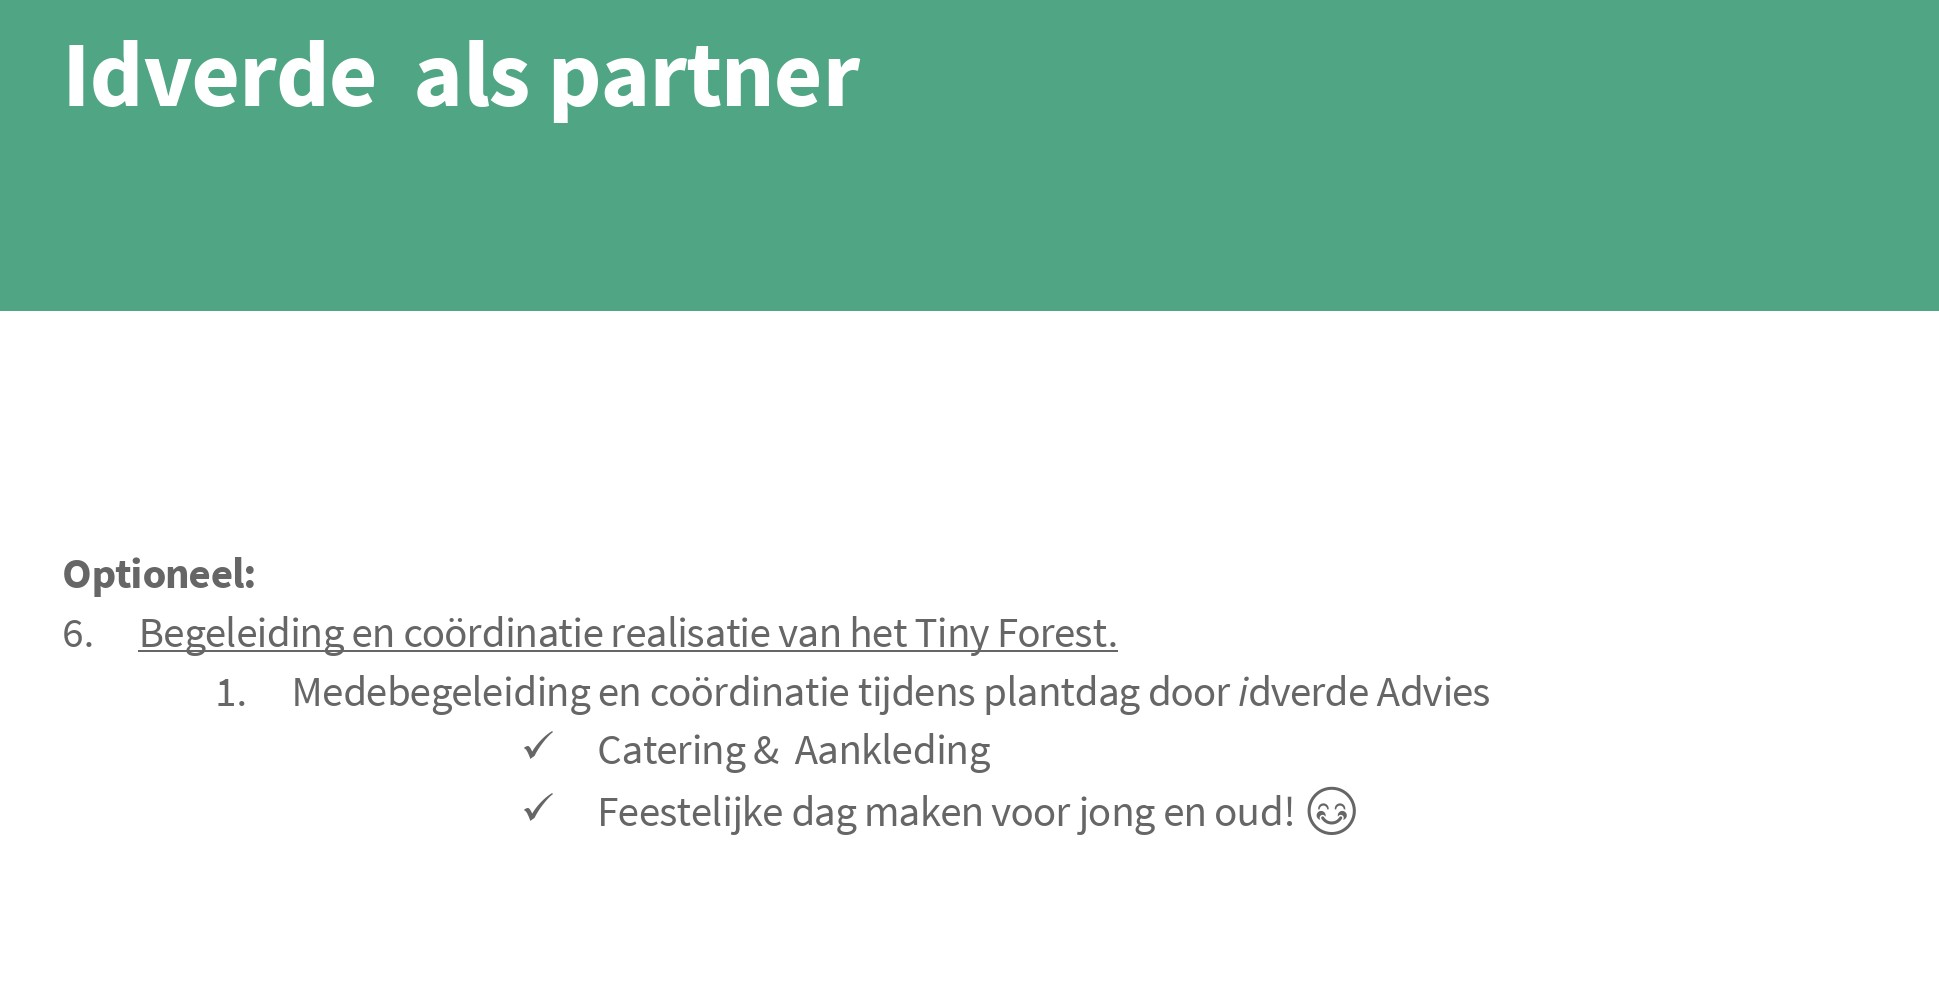 Idverde  als partner
Optioneel:
6. Begeleiding en coördinatie realisatie van het Tiny Forest.
1. Medebegeleiding en coördinatie tijdens plantdag door idverde Advies
✓ Catering &  Aankleding
✓ Feestelijke dag maken voor jong en oud! 😊